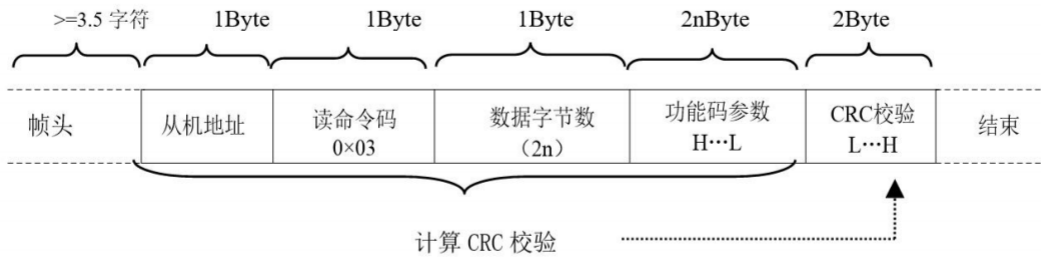 >=3.5 字符 1Byte 1Byte 1Byte 2nByte 2Byte
帧头 从机地址 读命令码 数据字节数 功能码参数 CRC校验 结束
0×03 （2n） H…L L…H
计算 CRC 校验